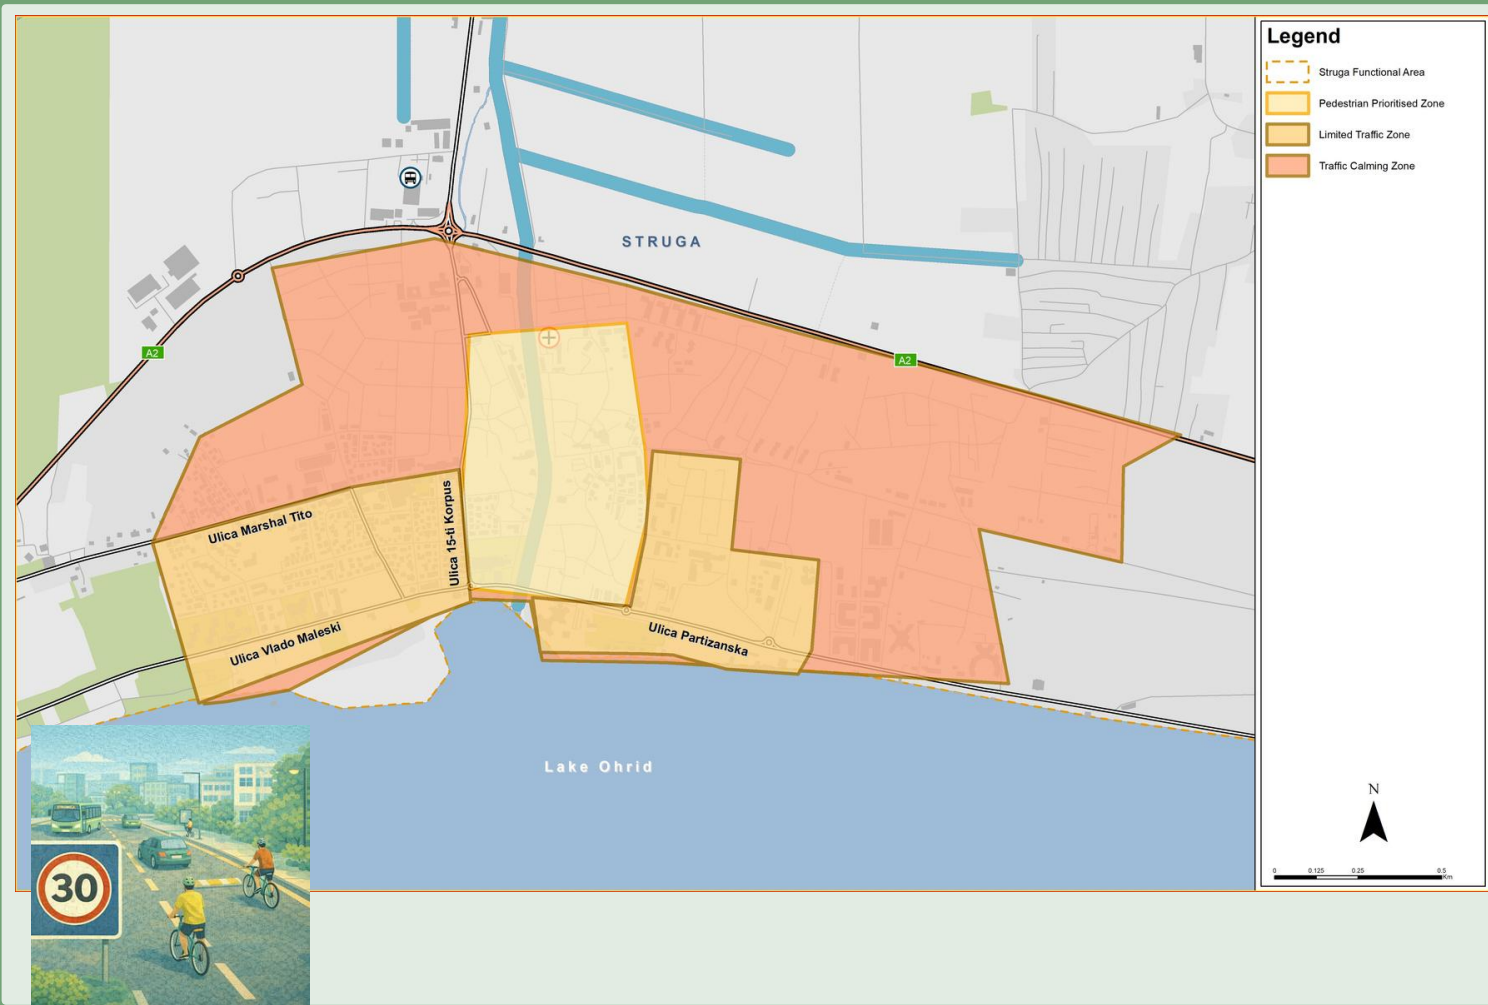 Legend
Struga Functional Area
Pedestrian Prioritised Zone
Limited Traffic Zone
Traffic Calming Zone
STRUGA
A2
A2
Ulica Marshal Tito
Ulica 15-ti Korpus
Ulica Vlado Maleski
Ulica Partizanska
Lake Ohrid
N
0 0.125 0.25 0.5
Km
30